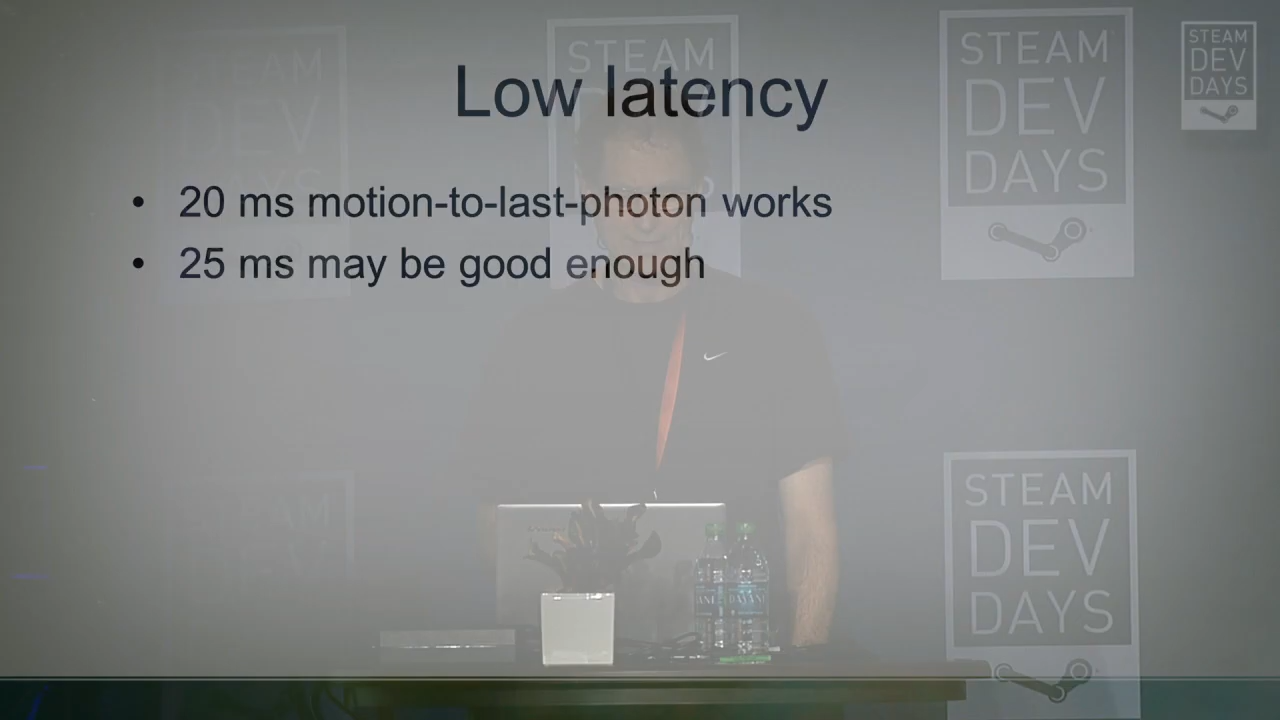 Low latency
• 20 ms motion-to-last-photon works
• 25 ms may be good enough
STEAM
DEV
DAYS
STEAM
STEAM
DEV
DAYS
STEAM
DEV
DAYS